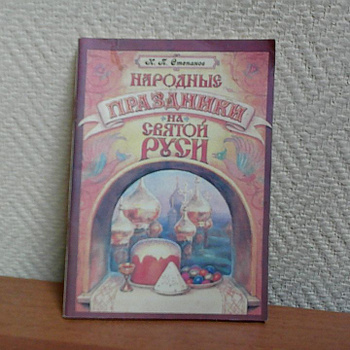 Н. П. Степанов
НАРОДНЫЕ
ПРАЗДНИКИ
НА
СВЯТОЙ
РУСИ